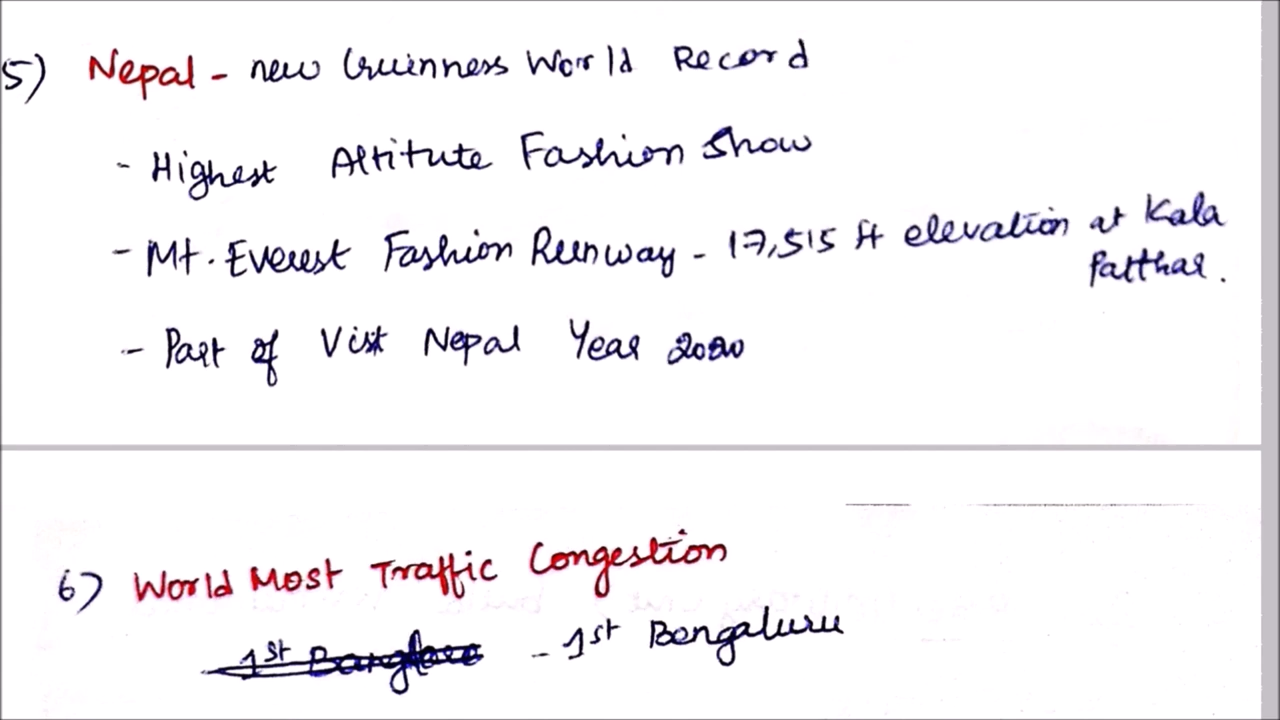 5) Nepal - new Guinness World Record
- Highest Altitute Fashion Show
- Mt. Everest Fashion Runway - 17,515 ft elevation at Kala
Patthar.
- Part of Visit Nepal Year 2020
6) World Most Traffic Congestion
1st Banglore - 1st Bengaluru